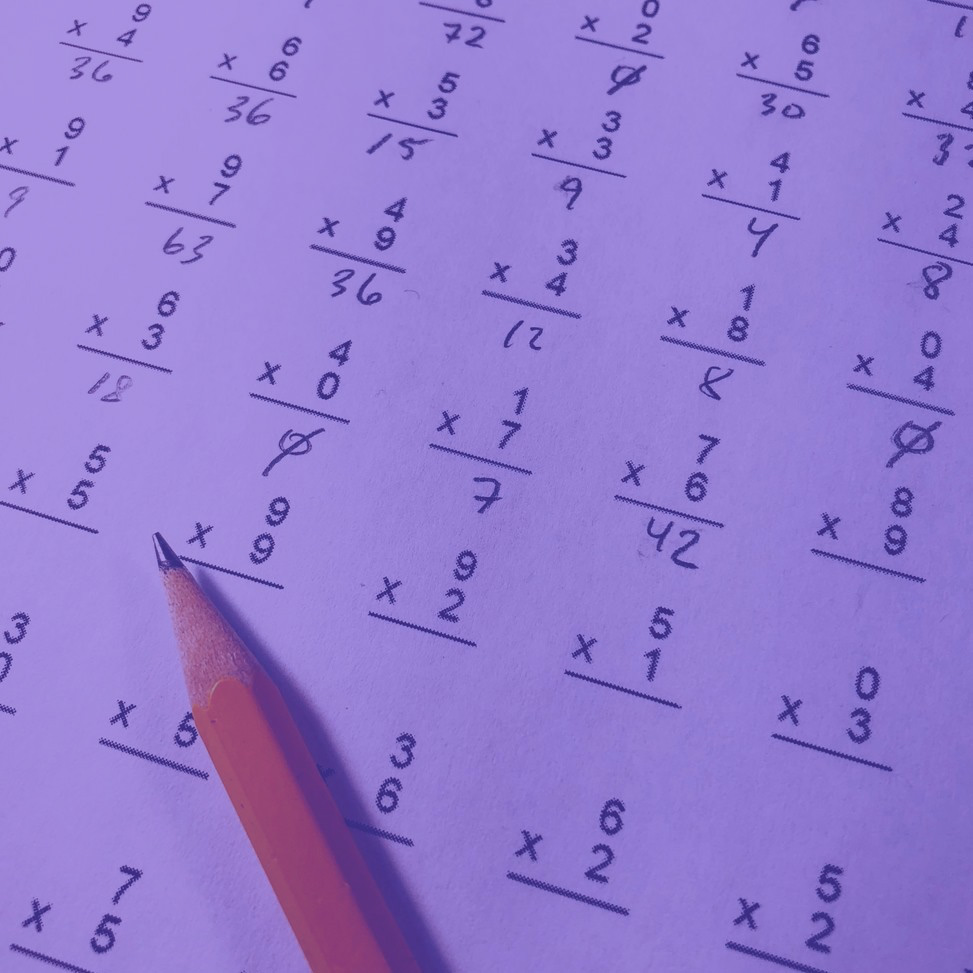 0 6
x 2 x 5 x
72 φ 30
9 6 5 3 4 2
x 4 x 6 x 3 x 3 x 1 x 4
36 36 15 9 4 8
9 9 4 3 1 0
x 1 x 7 x 9 x 4 x 8 x 4
9 63 36 12 8 φ
6 4 1 7 8
x 3 x 0 x 7 x 6 x 9
18 φ 7 42
5 9 9 5 0
x 5 x 9 x 2 x 1 x 3
3 3 6 5
x 5 6 x 2 x 2
7
x 5